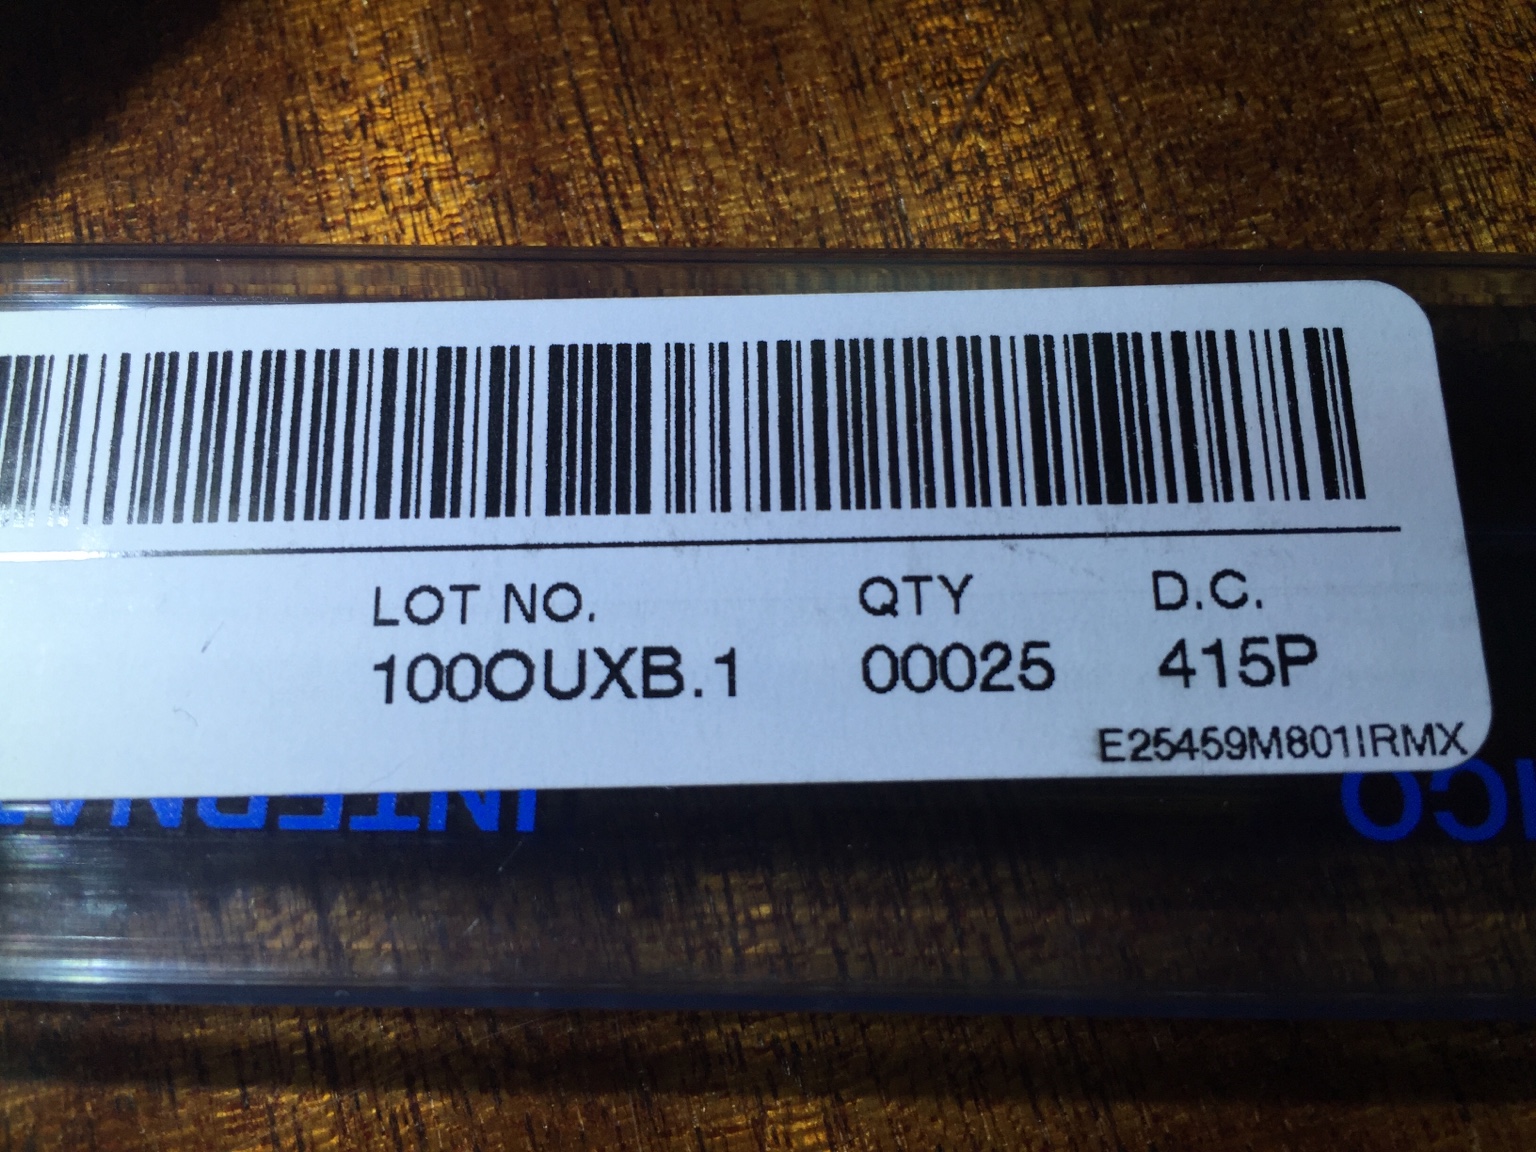 LOT NO. QTY D.C.
100OUXB.1 00025 415P
E25459M801IRMX